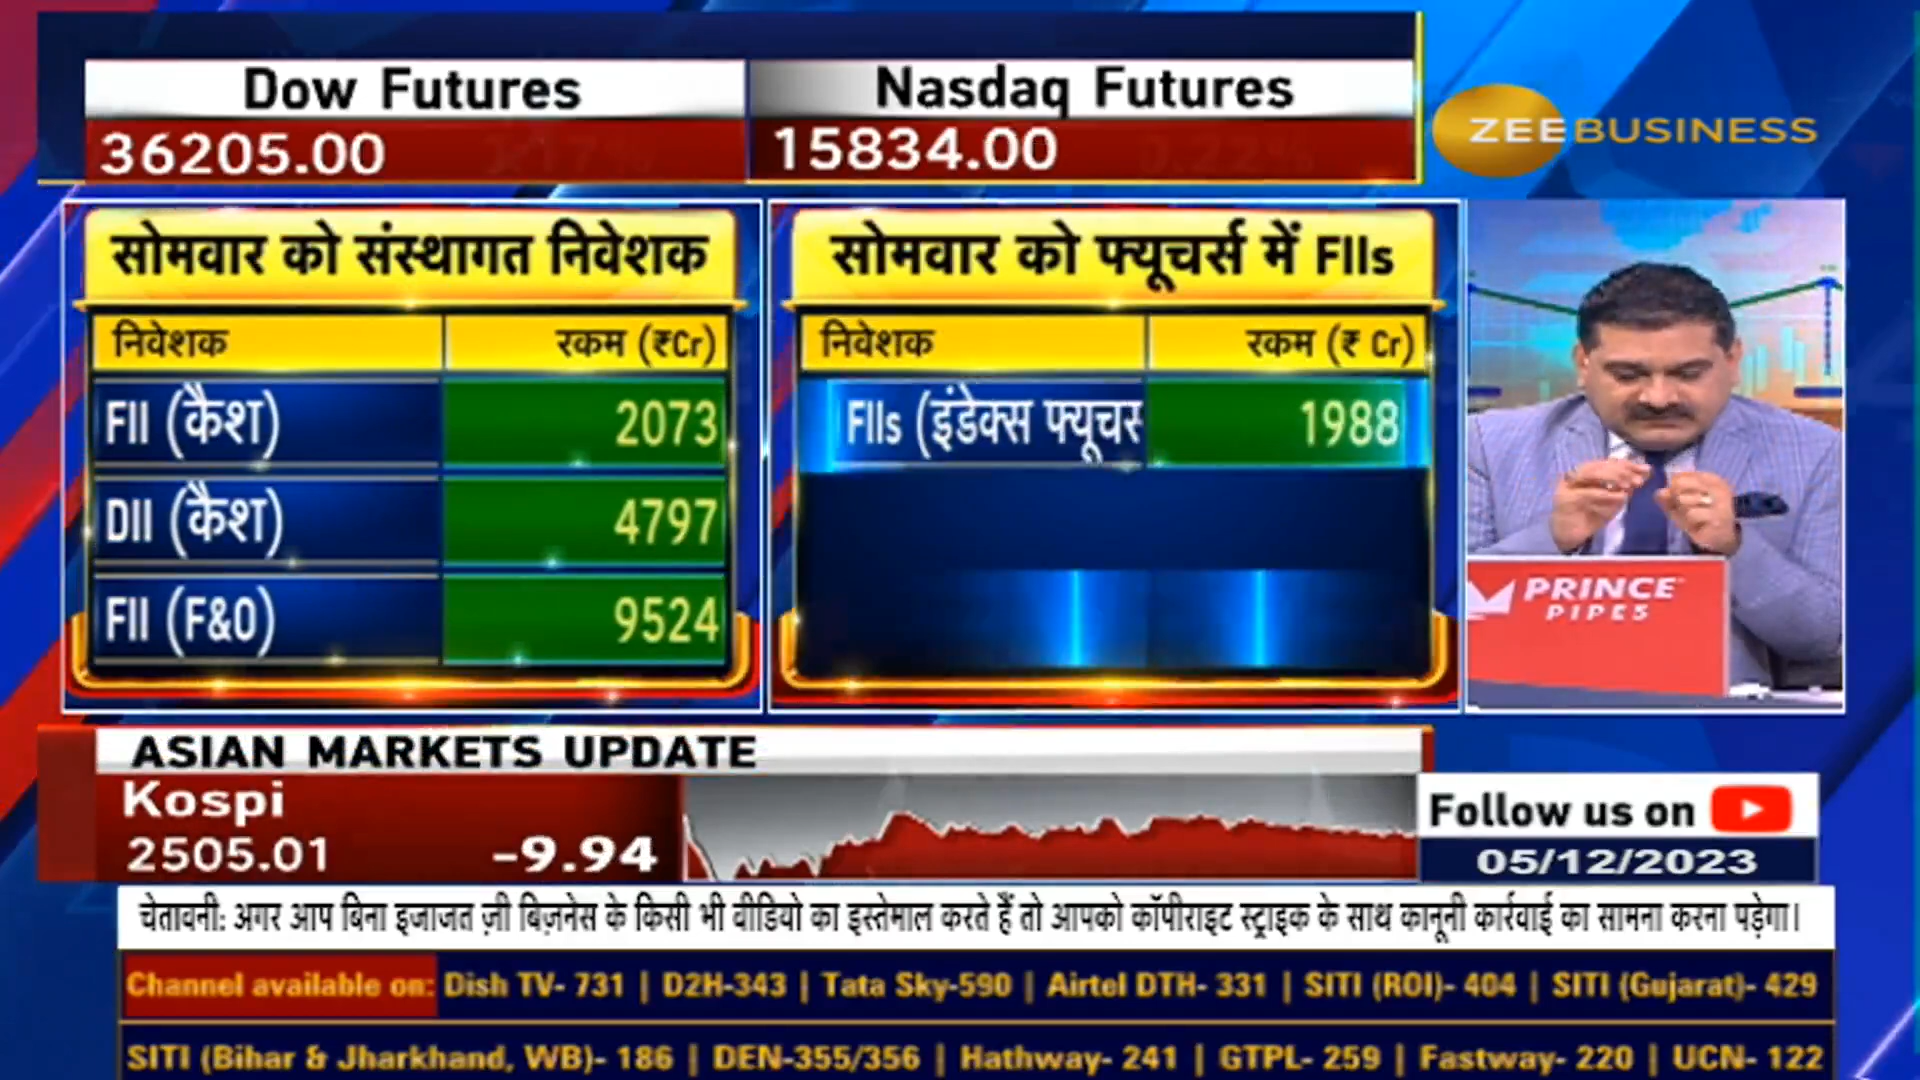 Dow Futures
36205.00
Nasdaq Futures
15834.00
ZEEBUSINESS
सोमवार को संस्थागत निवेशक
निवेशक रकम (₹Cr)
FII (कैश) 2073
DII (कैश) 4797
FII (F&O) 9524
सोमवार को फ्यूचर्स में FIIs
निवेशक रकम (₹ Cr)
FIIs (इंडेक्स फ्यूचर्स 1988
PRINCE
PIPES
ASIAN MARKETS UPDATE
Kospi
2505.01 -9.94
Follow us on
05/12/2023
चेतावनी: अगर आप बिना इजाजत ज़ी बिज़नेस के किसी भी वीडियो का इस्तेमाल करते हैं तो आपको कॉपीराइट स्ट्राइक के साथ कानूनी कार्रवाई का सामना करना पड़ेगा।
Channel available on: Dish TV- 731 | D2H-343 | Tata Sky-590 | Airtel DTH- 331 | SITI (ROI)- 404 | SITI (Gujarat)- 429
SITI (Bihar & Jharkhand, WB)- 186 | DEN-355/356 | Hathway- 241 | GTPL- 259 | Fastway- 220 | UCN- 122